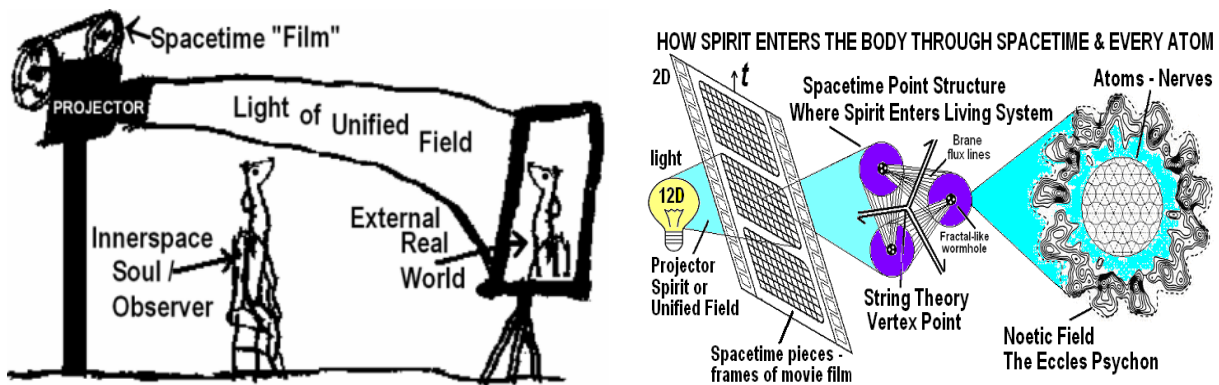 Spacetime "Film"
PROJECTOR
Light of Unified
Field
External
Real
World
Innerspace
Soul /
Observer
HOW SPIRIT ENTERS THE BODY THROUGH SPACETIME & EVERY ATOM
2D
t
Spacetime Point Structure
Where Spirit Enters Living System
Atoms - Nerves
light
12D
Brane
flux lines
Fractal-like
wormhole
Projector
Spirit or
Unified Field
String Theory
Vertex Point
Spacetime pieces -
frames of movie film
Noetic Field
The Eccles Psychon